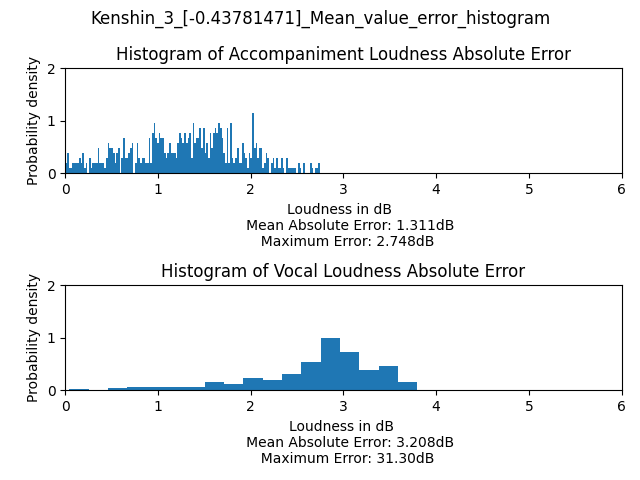 Kenshin_3_[-0.43781471]_Mean_value_error_histogram
Histogram of Accompaniment Loudness Absolute Error
Probability density
2
1
0
0 1 2 3 4 5 6
Loudness in dB
Mean Absolute Error: 1.311dB
Maximum Error: 2.748dB
Histogram of Vocal Loudness Absolute Error
Probability density
2
1
0
0 1 2 3 4 5 6
Loudness in dB
Mean Absolute Error: 3.208dB
Maximum Error: 31.30dB